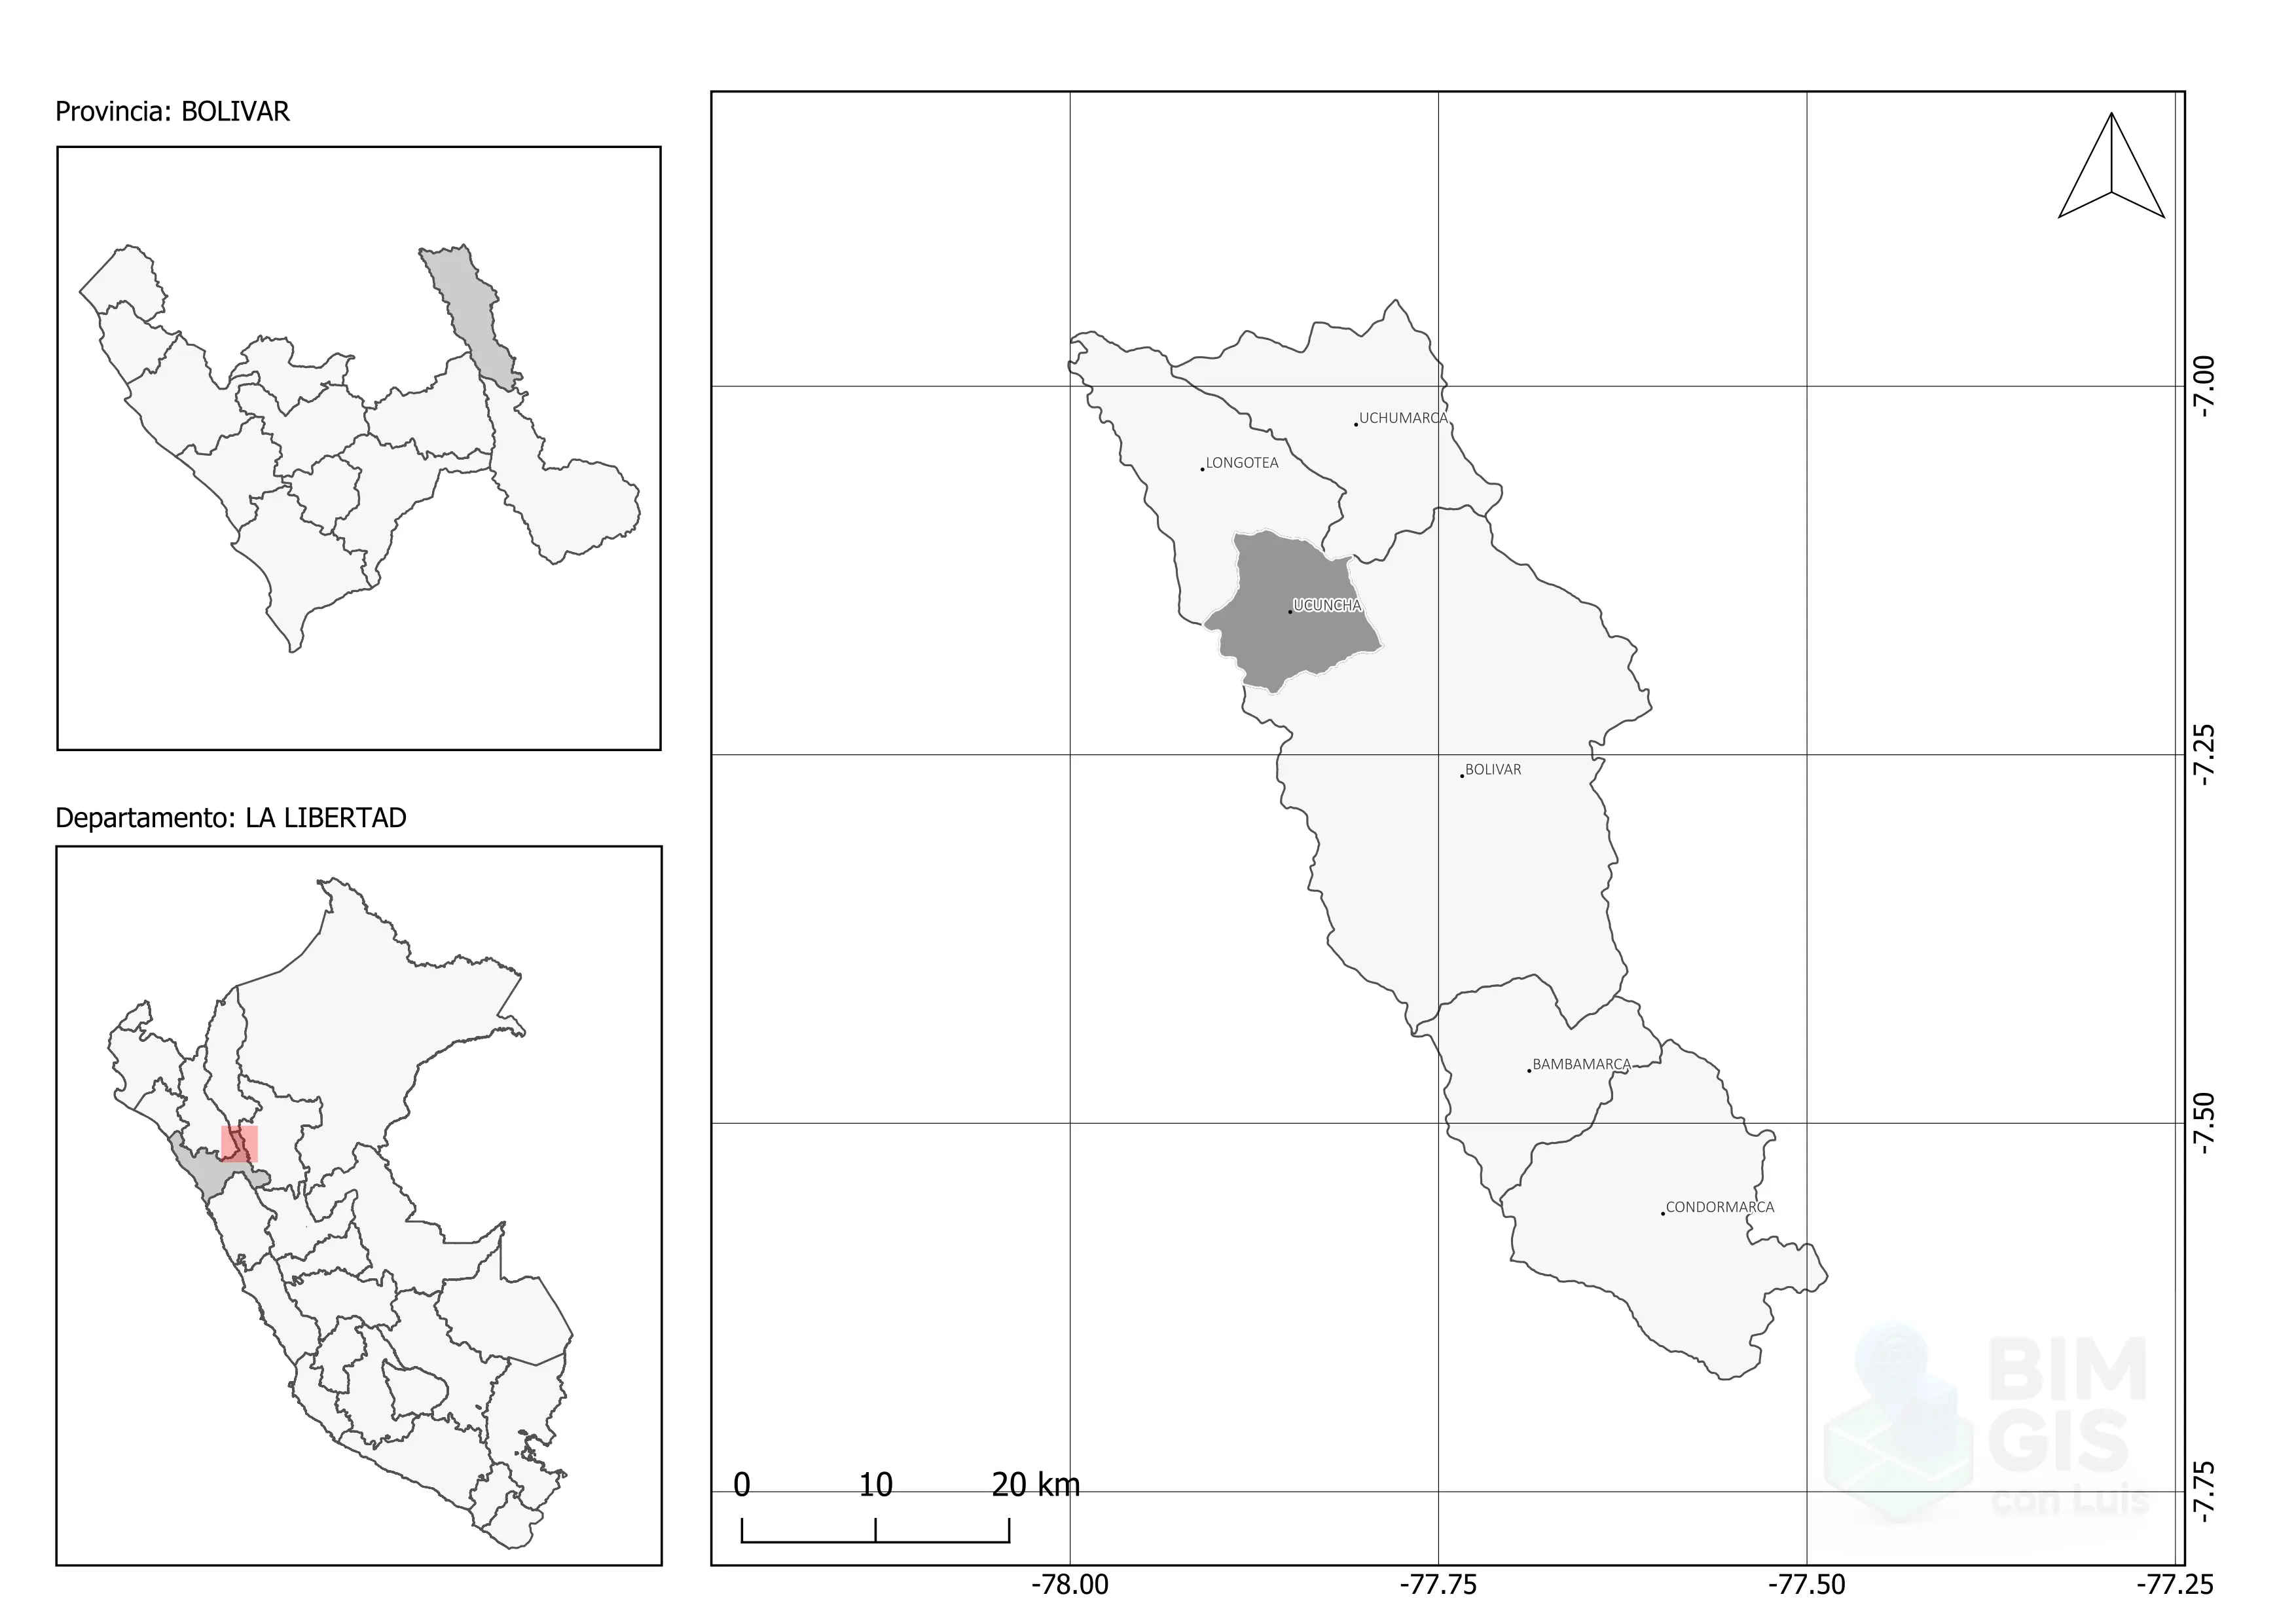 Provincia: BOLIVAR
Departamento: LA LIBERTAD
UCHUMARCA
LONGOTEA
UCUNCHA
BOLIVAR
BAMBAMARCA
CONDORMARCA
-7.00
-7.25
-7.50
-7.75
BIM
GIS
con Luis
0 10 20 km
-78.00 -77.75 -77.50 -77.25